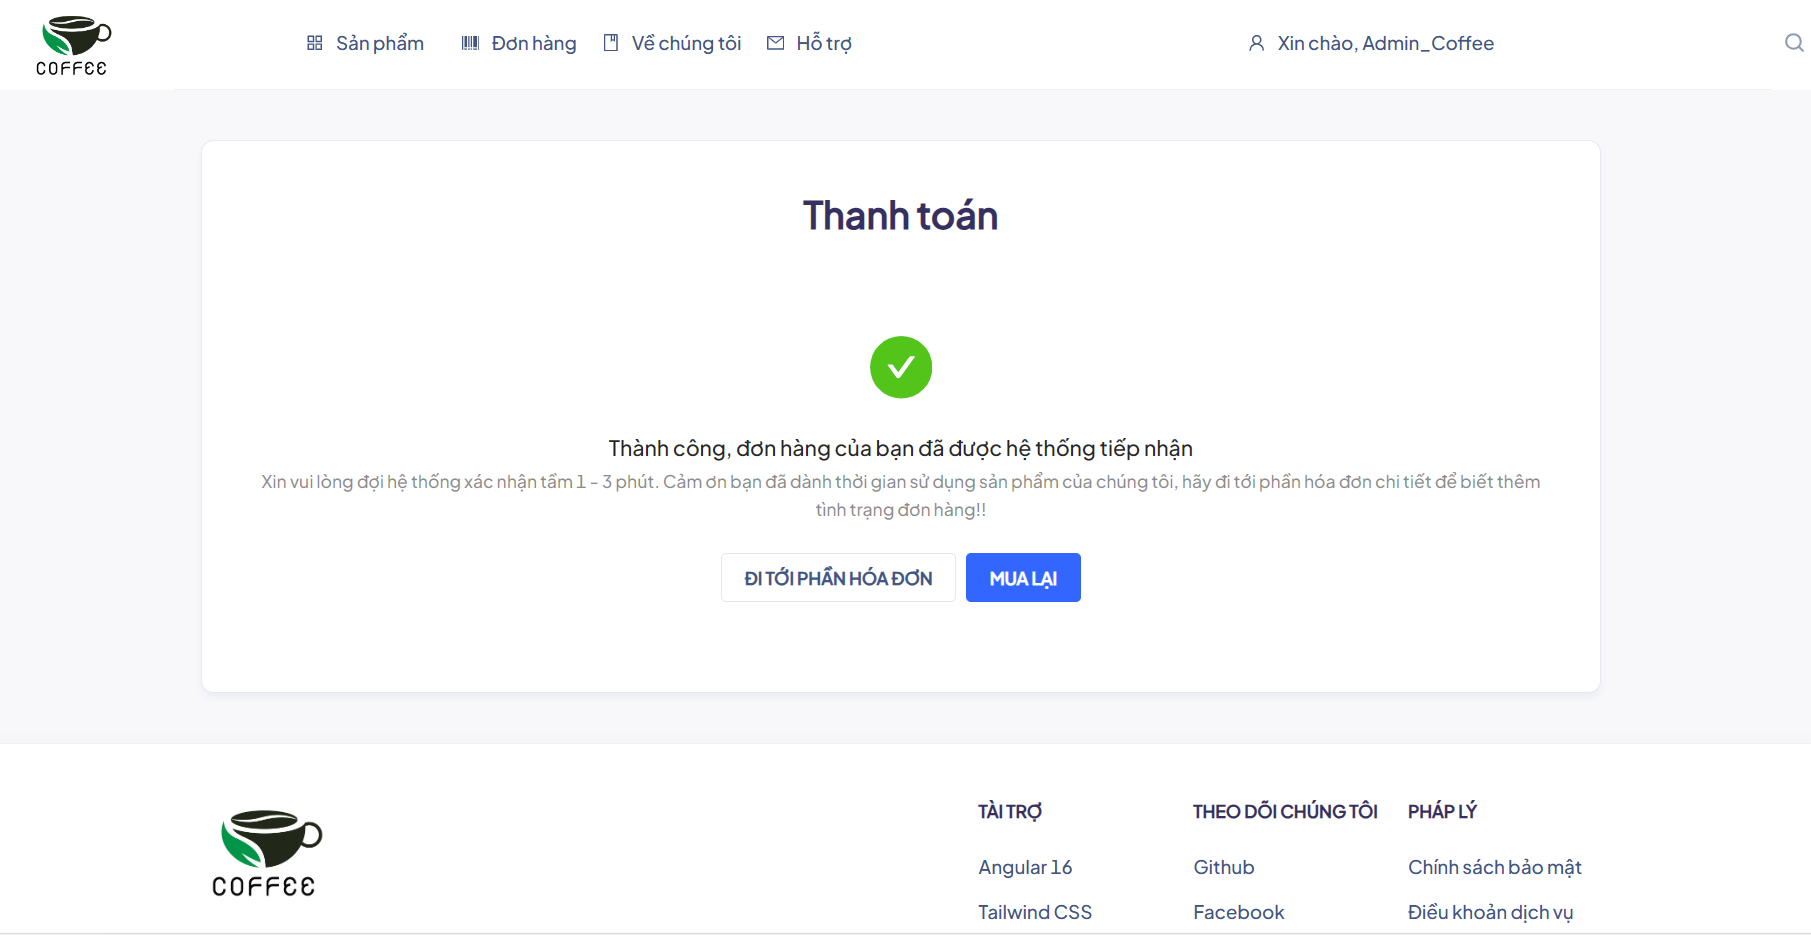 COFFEE
Sản phẩm
Đơn hàng
Về chúng tôi
Hỗ trợ
Xin chào, Admin_Coffee
Thanh toán
Thành công, đơn hàng của bạn đã được hệ thống tiếp nhận
Xin vui lòng đợi hệ thống xác nhận tầm 1 - 3 phút. Cảm ơn bạn đã dành thời gian sử dụng sản phẩm của chúng tôi, hãy đi tới phần hóa đơn chi tiết để biết thêm
tình trạng đơn hàng!!
ĐI TỚI PHẦN HÓA ĐƠN
MUA LẠI
COFFEE
TÀI TRỢ
Angular 16
Tailwind CSS
THEO DÕI CHÚNG TÔI
Github
Facebook
PHÁP LÝ
Chính sách bảo mật
Điều khoản dịch vụ